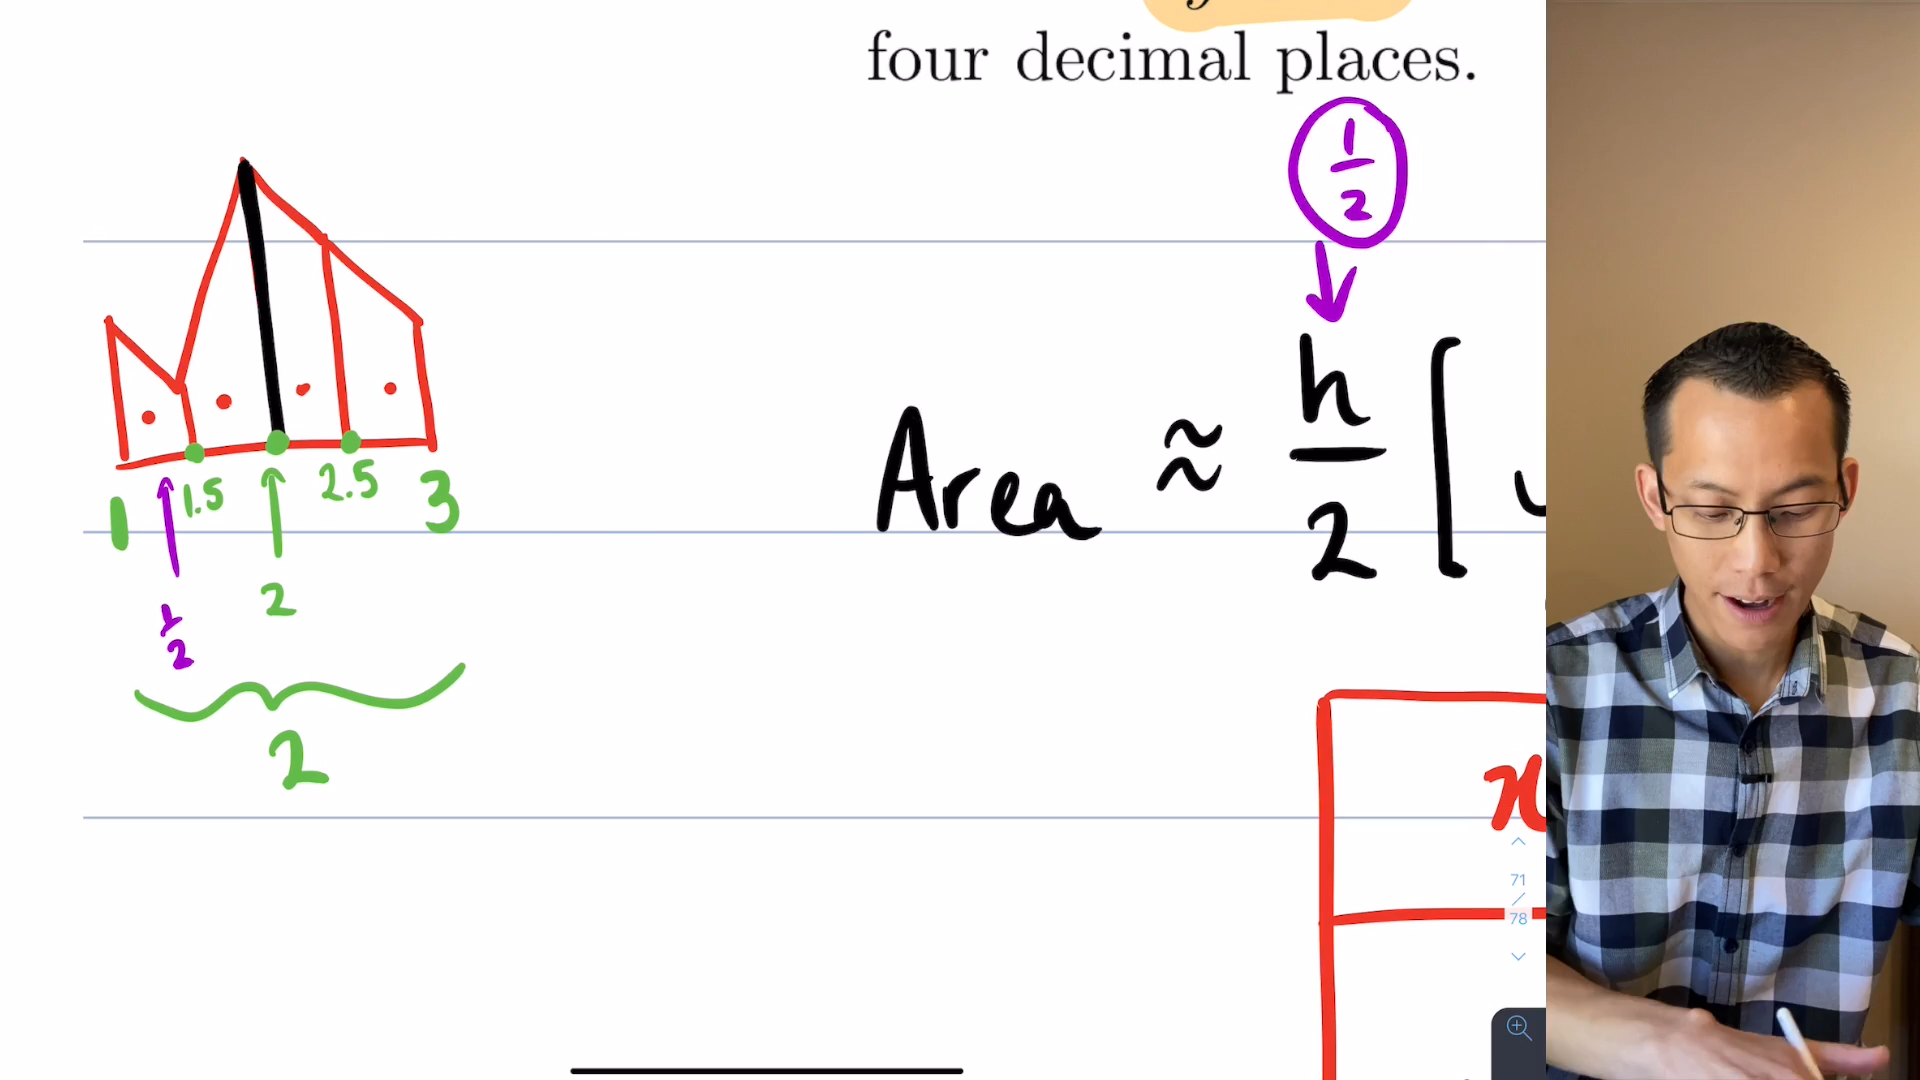 four decimal places.
1
2
Area ≈ h
2 [
1 1.5 2.5 3
1
2
2
2
x
71
/
78